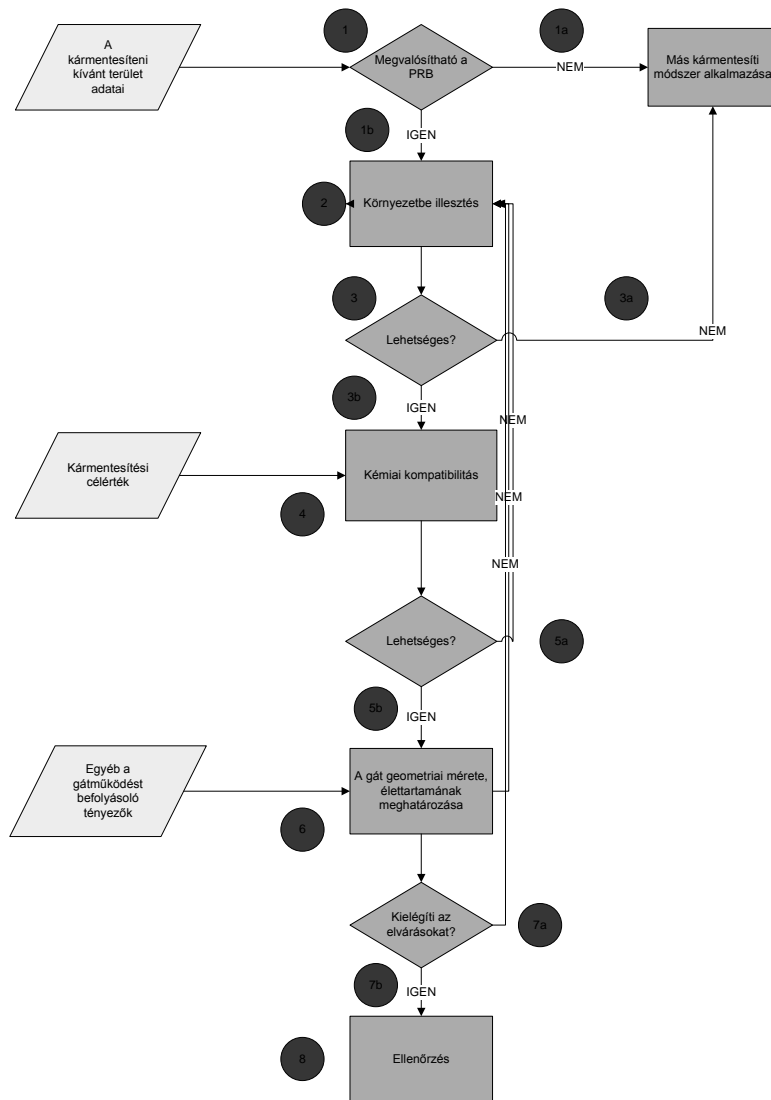 1
1a
A
kármentesíteni
kívánt terület
adatai
Megvalósítható a
PRB
NEM
Más kármentesíti
módszer alkalmazása
1b
IGEN
2
Környezetbe illesztés
3
3a
Lehetséges?
NEM
3b
IGEN
NEM
Kármentesítési
célérték
Kémiai kompatibilitás
4
NEM
NEM
Lehetséges?
5a
5b
IGEN
Egyéb a
gátműködést
befolyásoló
tényezők
A gát geometriai mérete,
élettartamának
meghatározása
6
Kielégíti az
elvárásokat?
7a
7b
IGEN
8
Ellenőrzés